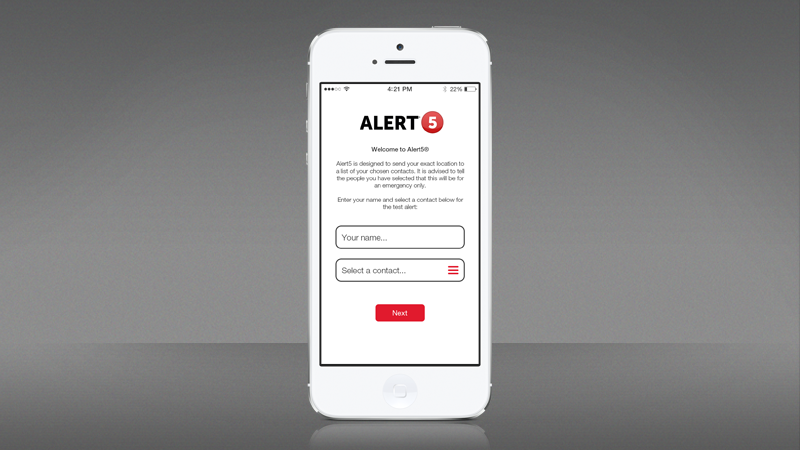 4:21 PM
22%
ALERT 5
Welcome to Alert5®
Alert5 is designed to send your exact location to
a list of your chosen contacts. It is advised to tell
the people you have selected that this will be for
an emergency only.
Enter your name and select a contact below for
the test alert:
Your name...
Select a contact...
Next